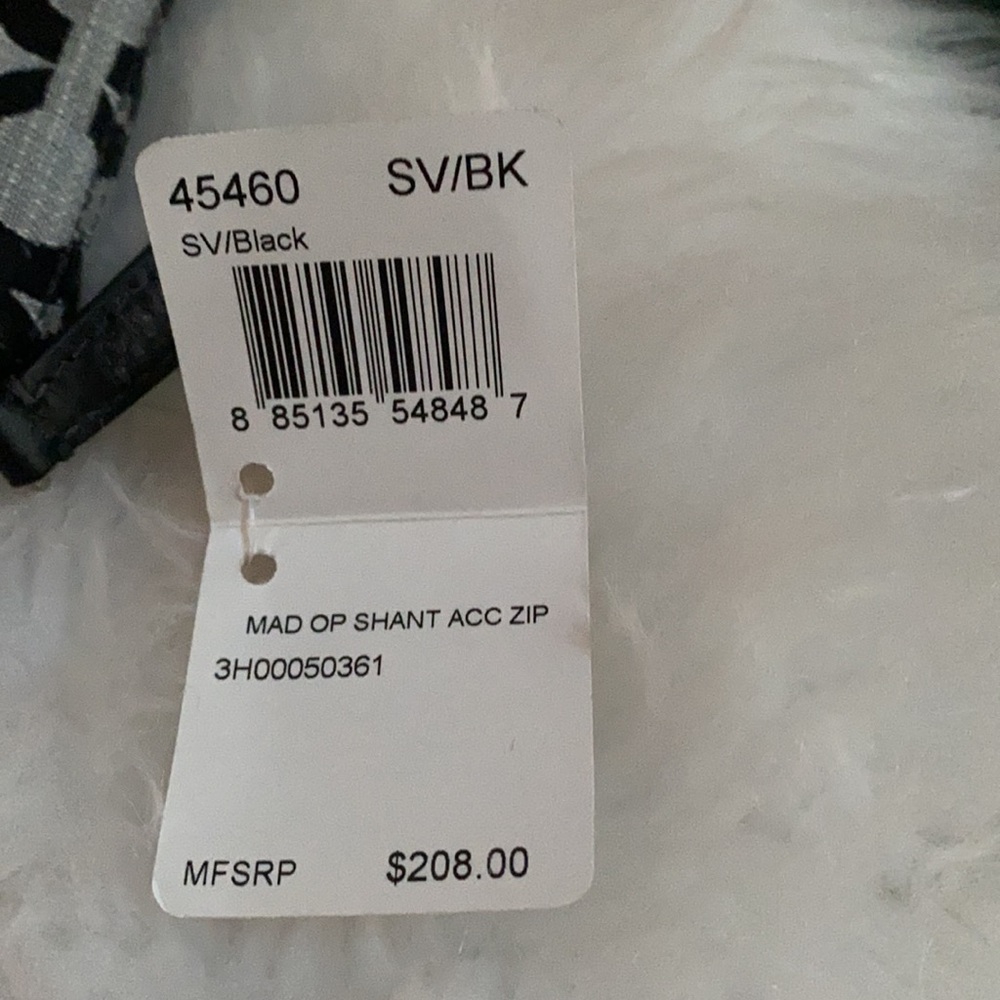 45460 SV/BK
SV/Black
8 85135 54848 7
MAD OP SHANT ACC ZIP
3H00050361
MFSRP $208.00